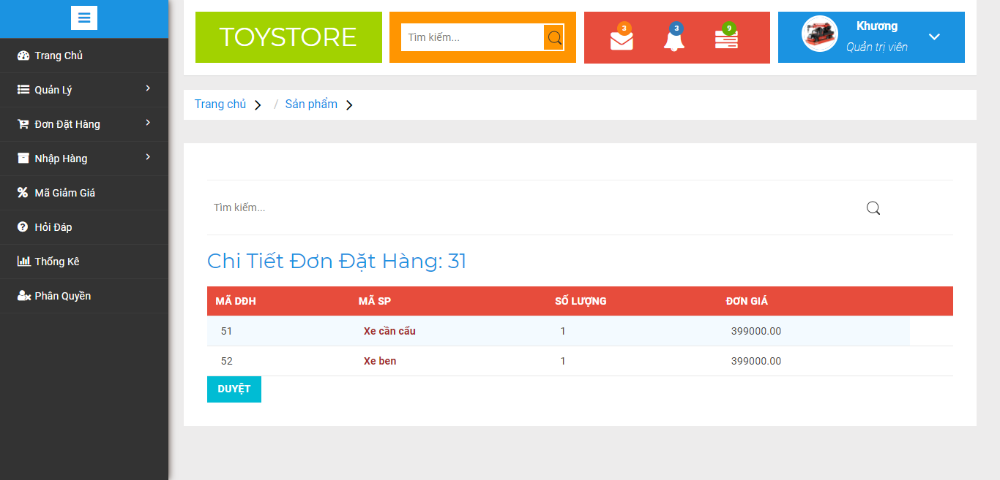 TOYSTORE
Tìm kiếm...
3
3
9
Khương
Quản trị viên
Trang Chủ
Quản Lý
Đơn Đặt Hàng
Nhập Hàng
Mã Giảm Giá
Hỏi Đáp
Thống Kê
Phân Quyền
Trang chủ / Sản phẩm
Tìm kiếm...
Chi Tiết Đơn Đặt Hàng: 31
MÃ DĐH MÃ SP SỐ LƯỢNG ĐƠN GIÁ
51 Xe cần cẩu 1 399000.00
52 Xe ben 1 399000.00
DUYỆT